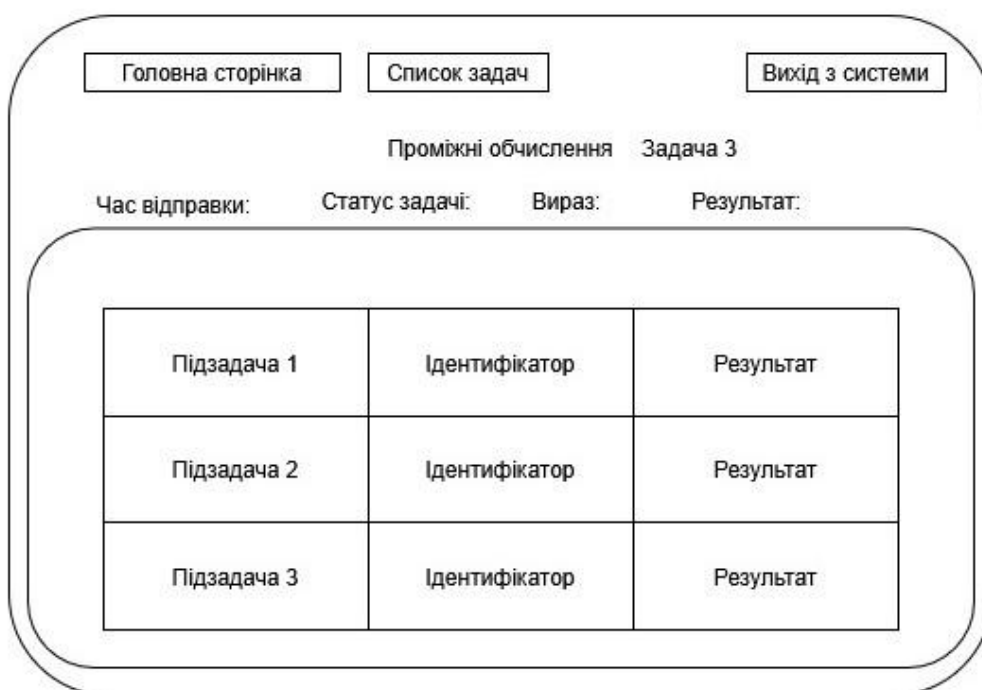 Головна сторінка Список задач Вихід з системи
Проміжні обчислення Задача 3
Час відправки: Статус задачі: Вираз: Результат:
Підзадача 1 Ідентифікатор Результат
Підзадача 2 Ідентифікатор Результат
Підзадача 3 Ідентифікатор Результат